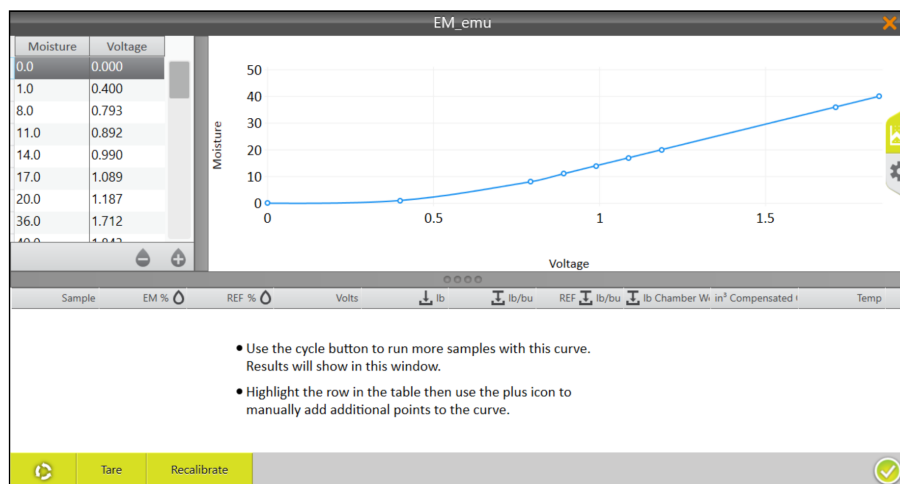 EM_emu
Moisture Voltage
0.0 0.000
1.0 0.400
8.0 0.793
11.0 0.892
14.0 0.990
17.0 1.089
20.0 1.187
36.0 1.712
40.0 1.843
50
40
30
20
10
0
Moisture
0 0.5 1 1.5
Voltage
Sample EM % REF % Volts lb lb/bu REF lb/bu lb Chamber We in³ Compensated Temp
• Use the cycle button to run more samples with this curve.
Results will show in this window.
• Highlight the row in the table then use the plus icon to
manually add additional points to the curve.
Tare Recalibrate